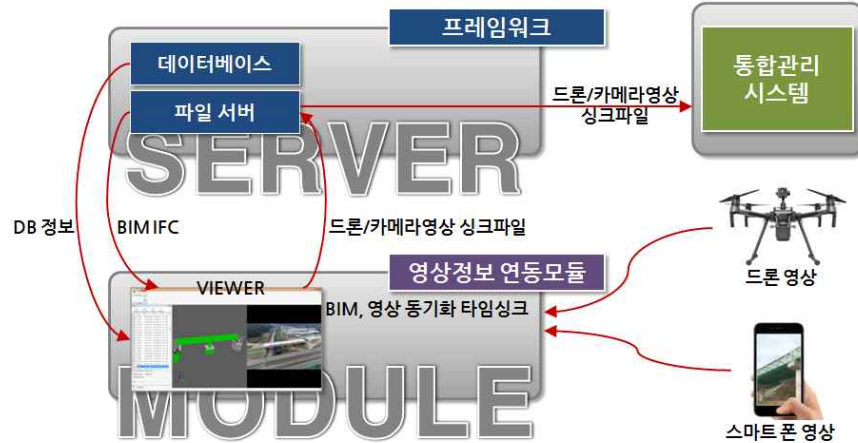 프레임워크
데이터베이스
파일 서버
통합관리
시스템
드론/카메라영상
싱크파일
SERVER
DB 정보
BIM IFC
드론/카메라영상 싱크파일
드론 영상
영상정보 연동모듈
VIEWER
BIM, 영상 동기화 타임싱크
MODULE
스마트 폰 영상